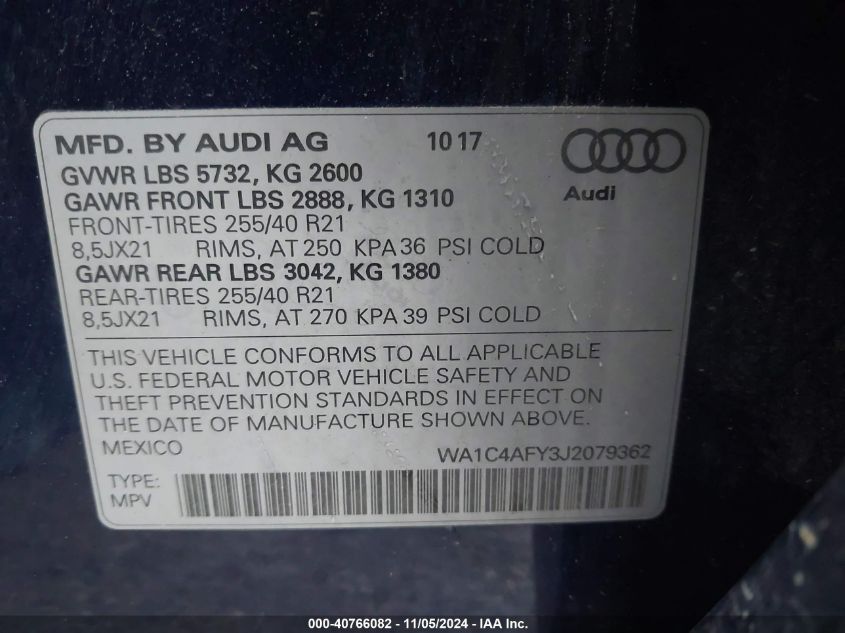 MFD. BY AUDI AG 10 17
GVWR LBS 5732, KG 2600
GAWR FRONT LBS 2888, KG 1310
Audi
FRONT-TIRES 255/40 R21
8,5JX21 RIMS, AT 250 KPA 36 PSI COLD
GAWR REAR LBS 3042, KG 1380
REAR-TIRES 255/40 R21
8,5JX21 RIMS, AT 270 KPA 39 PSI COLD
THIS VEHICLE CONFORMS TO ALL APPLICABLE
U.S. FEDERAL MOTOR VEHICLE SAFETY AND
THEFT PREVENTION STANDARDS IN EFFECT ON
THE DATE OF MANUFACTURE SHOWN ABOVE.
MEXICO WA1C4AFY3J2079362
TYPE:
MPV
000-40766082 - 11/05/2024 - IAA Inc.